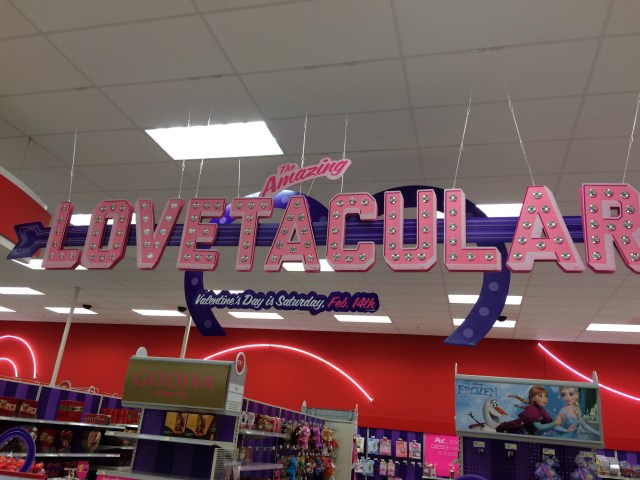 The
Amazing
LOVETACULAR
Valentine's Day is Saturday, Feb. 14th
GODIVA
FROZEN